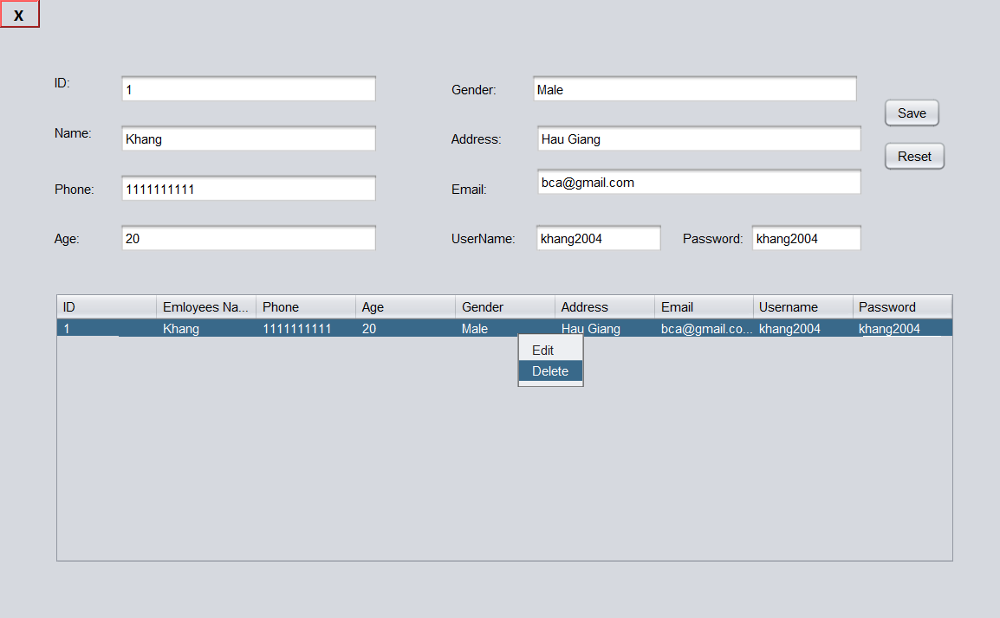 X
ID: 1 Gender: Male
Save
Name: Khang Address: Hau Giang
Reset
Phone: 1111111111 Email: bca@gmail.com
Age: 20 UserName: khang2004 Password: khang2004
ID Emloyees Na... Phone Age Gender Address Email Username Password
1 Khang 1111111111 20 Male Hau Giang bca@gmail.co... khang2004 khang2004
Edit
Delete